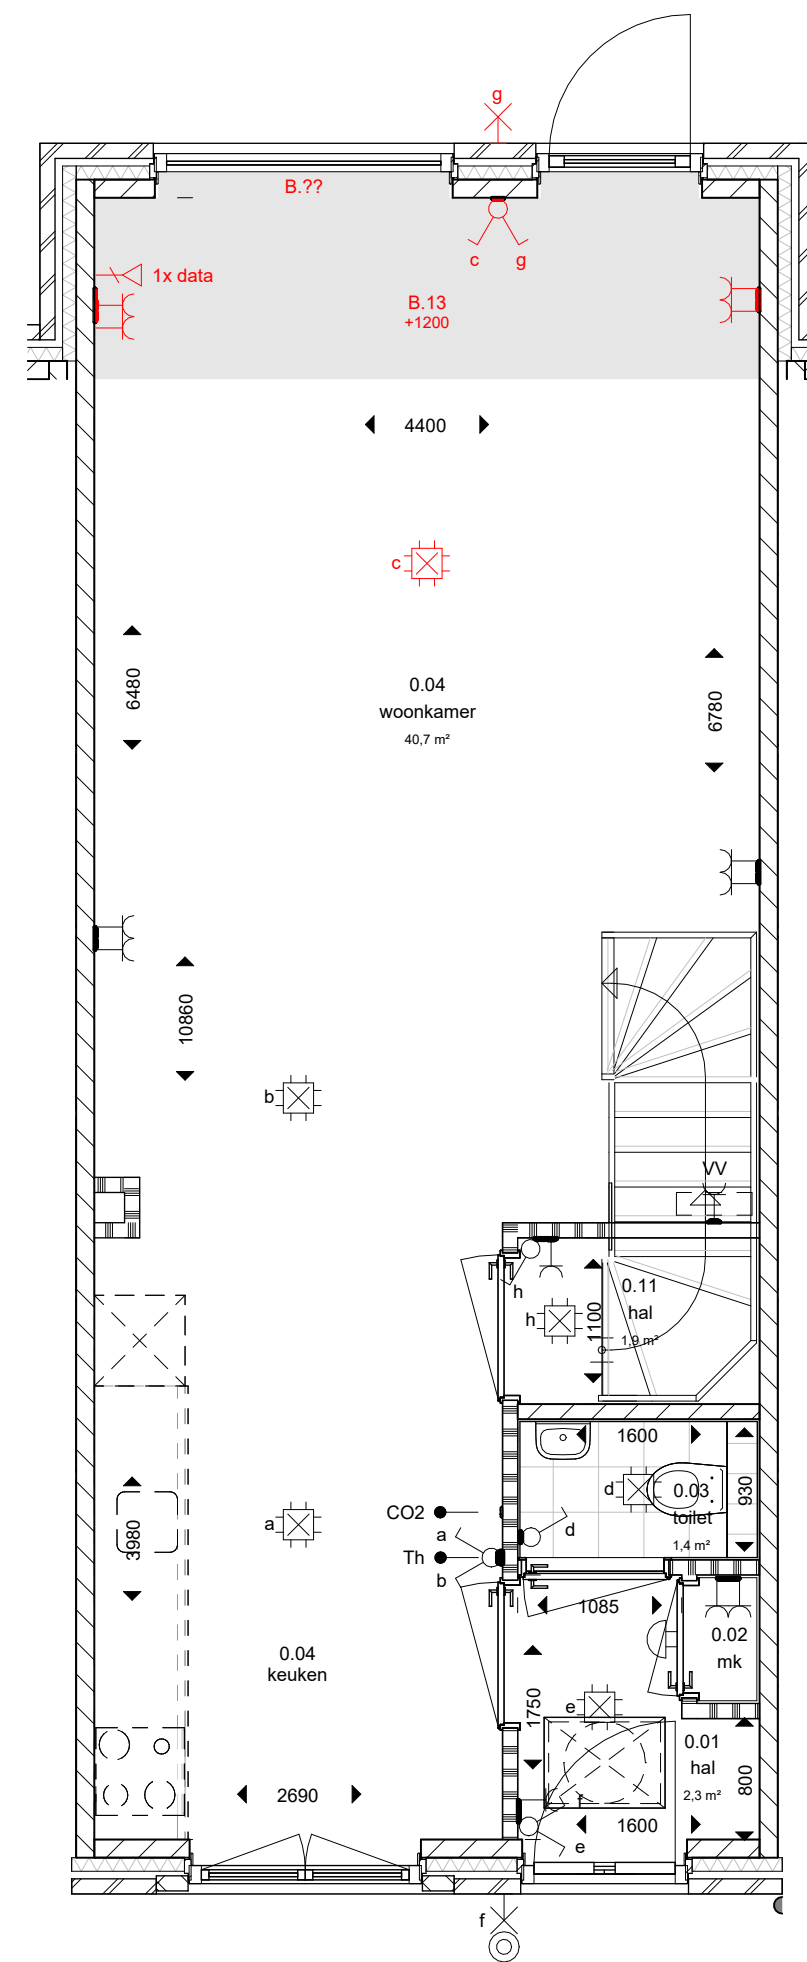 g
B.??
c
g
1x data
B.13
+1200
4400
c
6480
0.04
woonkamer
40,7 m²
6780
10860
b
VV
h
0.11
hal
1,9 m²
h
1100
1600
930
d
0.03
toilet
1,4 m²
CO2
a
d
Th
b
a
3980
1085
0.02
mk
0.04
keuken
1750
e
0.01
hal
2,3 m²
800
2690
f
1600
e
f